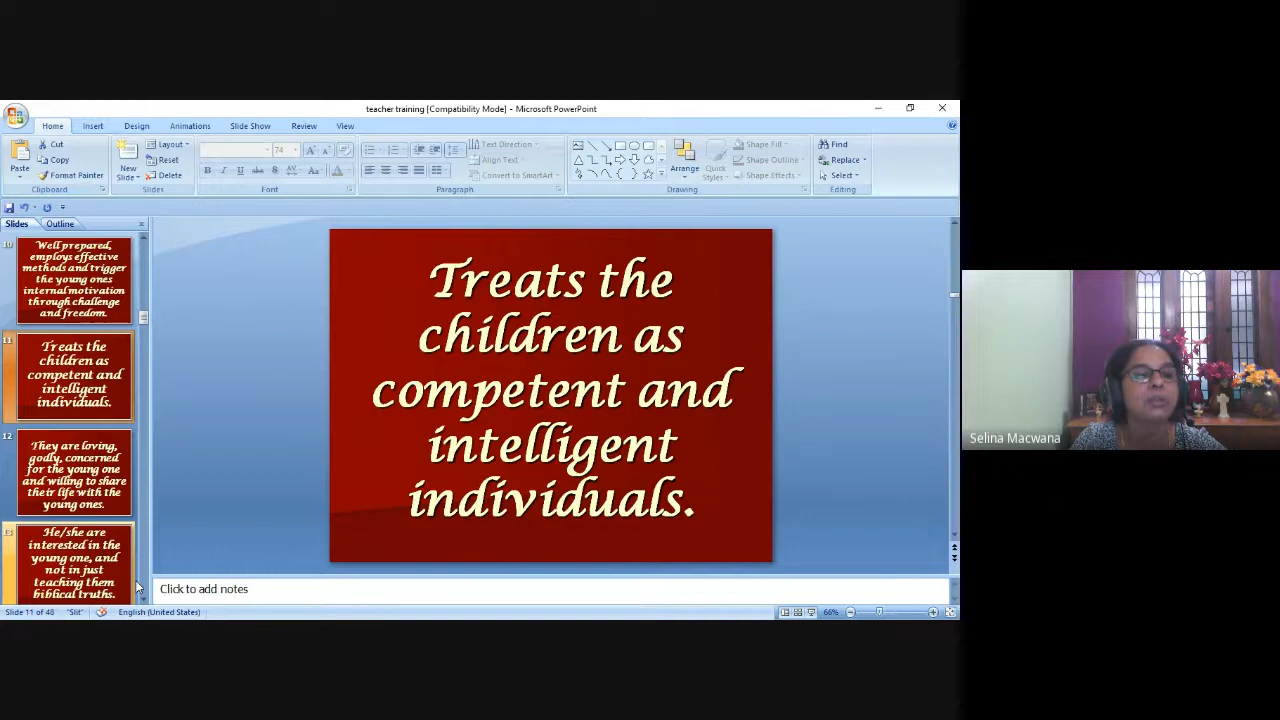 teacher training [Compatibility Mode] - Microsoft PowerPoint
Home Insert Design Animations Slide Show Review View
Cut Layout Text Direction Shape Fill Find
Copy Reset Align Text Shape Outline Replace
Paste Format Painter New Slide Delete Convert to SmartArt Arrange Quick Styles Shape Effects Select
Clipboard Slides Font Paragraph Drawing Editing
74
Slides Outline
10
Well prepared,
employs effective
methods and trigger
the young ones
internal motivation
through challenge
and freedom.
11
Treats the
children as
competent and
intelligent
individuals.
12
They are loving,
godly, concerned
for the young one
and willing to share
their life with the
young ones.
13
He/she are
interested in the
young one, and
not in just
teaching them
biblical truths.
Treats the
children as
competent and
intelligent
individuals.
Click to add notes
Slide 11 of 48 "Slit" English (United States) 66%
Selina Macwana